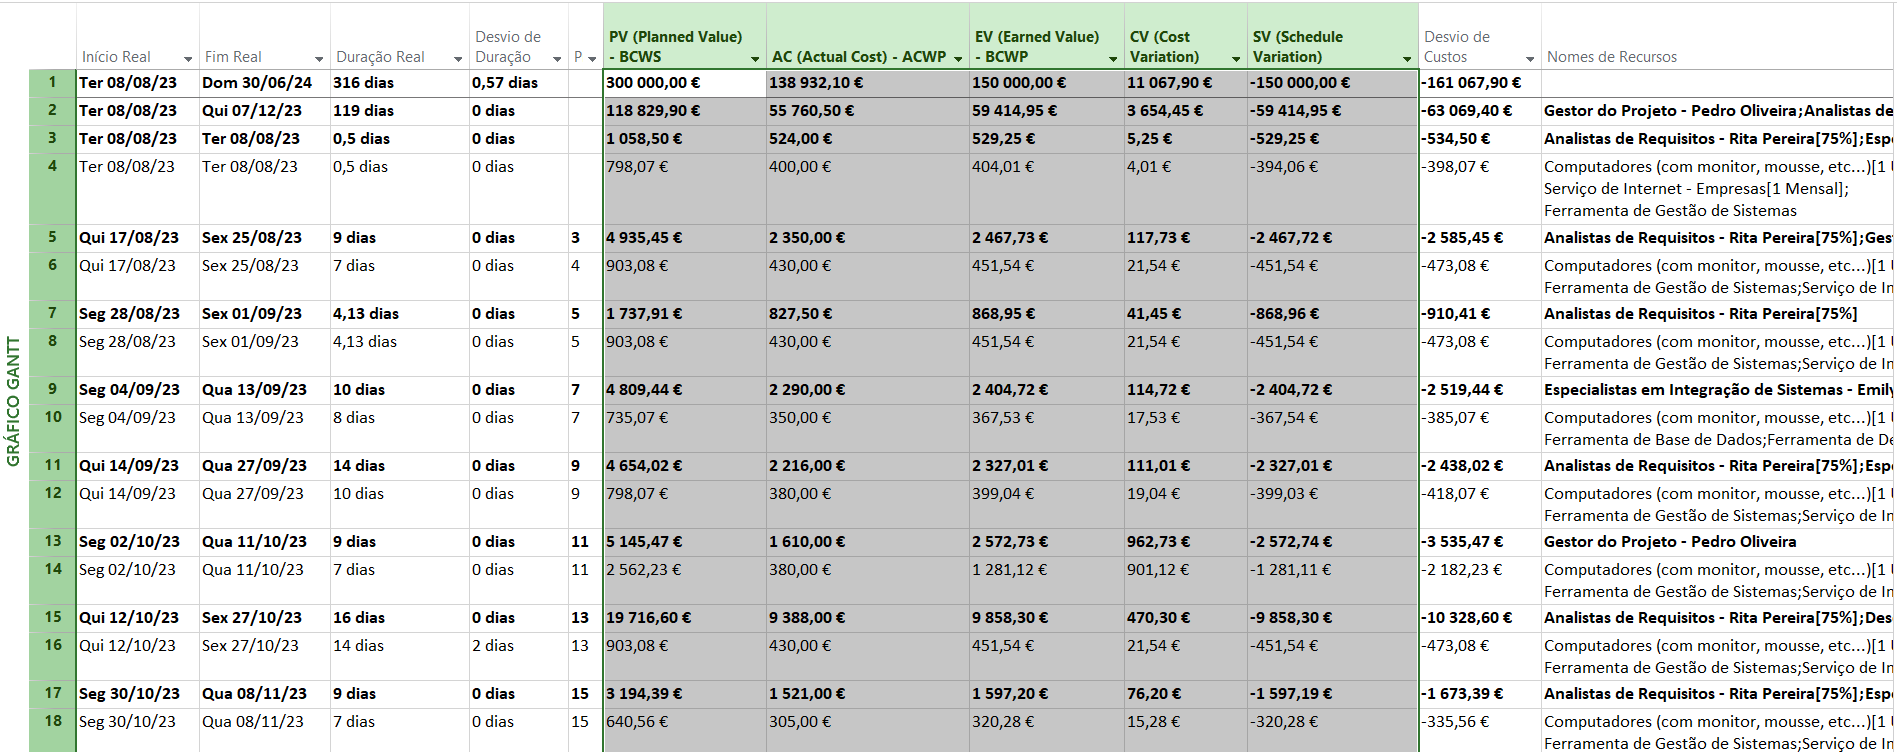 Início Real Fim Real Duração Real Desvio de Duração P PV (Planned Value) - BCWS AC (Actual Cost) - ACWP EV (Earned Value) - BCWP CV (Cost Variation) SV (Schedule Variation) Desvio de Custos Nomes de Recursos
GRÁFICO GANTT
1 Ter 08/08/23 Dom 30/06/24 316 dias 0,57 dias 300 000,00 € 138 932,10 € 150 000,00 € 11 067,90 € -150 000,00 € -161 067,90 €
2 Ter 08/08/23 Qui 07/12/23 119 dias 0 dias 118 829,90 € 55 760,50 € 59 414,95 € 3 654,45 € -59 414,95 € -63 069,40 € Gestor do Projeto - Pedro Oliveira;Analistas de
3 Ter 08/08/23 Ter 08/08/23 0,5 dias 0 dias 1 058,50 € 524,00 € 529,25 € 5,25 € -529,25 € -534,50 € Analistas de Requisitos - Rita Pereira[75%];Esp
4 Ter 08/08/23 Ter 08/08/23 0,5 dias 0 dias 798,07 € 400,00 € 404,01 € 4,01 € -394,06 € -398,07 € Computadores (com monitor, mousse, etc...)[1
Serviço de Internet - Empresas[1 Mensal];
Ferramenta de Gestão de Sistemas
5 Qui 17/08/23 Sex 25/08/23 9 dias 0 dias 3 4 935,45 € 2 350,00 € 2 467,73 € 117,73 € -2 467,72 € -2 585,45 € Analistas de Requisitos - Rita Pereira[75%];Ges
6 Qui 17/08/23 Sex 25/08/23 7 dias 0 dias 4 903,08 € 430,00 € 451,54 € 21,54 € -451,54 € -473,08 € Computadores (com monitor, mousse, etc...)[1
Ferramenta de Gestão de Sistemas;Serviço de In
7 Seg 28/08/23 Sex 01/09/23 4,13 dias 0 dias 5 1 737,91 € 827,50 € 868,95 € 41,45 € -868,96 € -910,41 € Analistas de Requisitos - Rita Pereira[75%]
8 Seg 28/08/23 Sex 01/09/23 4,13 dias 0 dias 5 903,08 € 430,00 € 451,54 € 21,54 € -451,54 € -473,08 € Computadores (com monitor, mousse, etc...)[1
Ferramenta de Gestão de Sistemas;Serviço de In
9 Seg 04/09/23 Qua 13/09/23 10 dias 0 dias 7 4 809,44 € 2 290,00 € 2 404,72 € 114,72 € -2 404,72 € -2 519,44 € Especialistas em Integração de Sistemas - Emily
10 Seg 04/09/23 Qua 13/09/23 8 dias 0 dias 7 735,07 € 350,00 € 367,53 € 17,53 € -367,54 € -385,07 € Computadores (com monitor, mousse, etc...)[1
Ferramenta de Base de Dados;Ferramenta de De
11 Qui 14/09/23 Qua 27/09/23 14 dias 0 dias 9 4 654,02 € 2 216,00 € 2 327,01 € 111,01 € -2 327,01 € -2 438,02 € Analistas de Requisitos - Rita Pereira[75%];Esp
12 Qui 14/09/23 Qua 27/09/23 10 dias 0 dias 9 798,07 € 380,00 € 399,04 € 19,04 € -399,03 € -418,07 € Computadores (com monitor, mousse, etc...)[1
Ferramenta de Gestão de Sistemas;Serviço de In
13 Seg 02/10/23 Qua 11/10/23 9 dias 0 dias 11 5 145,47 € 1 610,00 € 2 572,73 € 962,73 € -2 572,74 € -3 535,47 € Gestor do Projeto - Pedro Oliveira
14 Seg 02/10/23 Qua 11/10/23 7 dias 0 dias 11 2 562,23 € 380,00 € 1 281,12 € 901,12 € -1 281,11 € -2 182,23 € Computadores (com monitor, mousse, etc...)[1
Ferramenta de Gestão de Sistemas;Serviço de In
15 Qui 12/10/23 Sex 27/10/23 16 dias 0 dias 13 19 716,60 € 9 388,00 € 9 858,30 € 470,30 € -9 858,30 € -10 328,60 € Analistas de Requisitos - Rita Pereira[75%];Des
16 Qui 12/10/23 Sex 27/10/23 14 dias 2 dias 13 903,08 € 430,00 € 451,54 € 21,54 € -451,54 € -473,08 € Computadores (com monitor, mousse, etc...)[1
Ferramenta de Gestão de Sistemas;Serviço de In
17 Seg 30/10/23 Qua 08/11/23 9 dias 0 dias 15 3 194,39 € 1 521,00 € 1 597,20 € 76,20 € -1 597,19 € -1 673,39 € Analistas de Requisitos - Rita Pereira[75%];Esp
18 Seg 30/10/23 Qua 08/11/23 7 dias 0 dias 15 640,56 € 305,00 € 320,28 € 15,28 € -320,28 € -335,56 € Computadores (com monitor, mousse, etc...)[1
Ferramenta de Gestão de Sistemas;Serviço de In